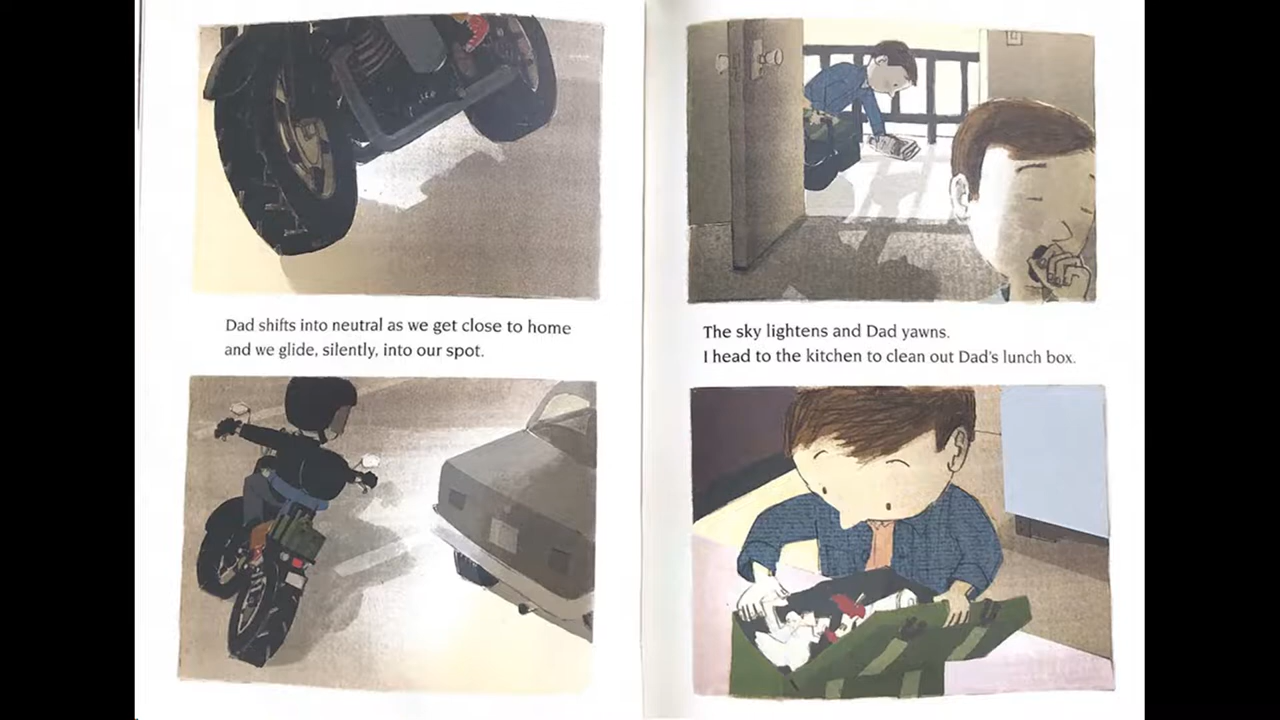 Dad shifts into neutral as we get close to home
and we glide, silently, into our spot.
The sky lightens and Dad yawns.
I head to the kitchen to clean out Dad's lunch box.